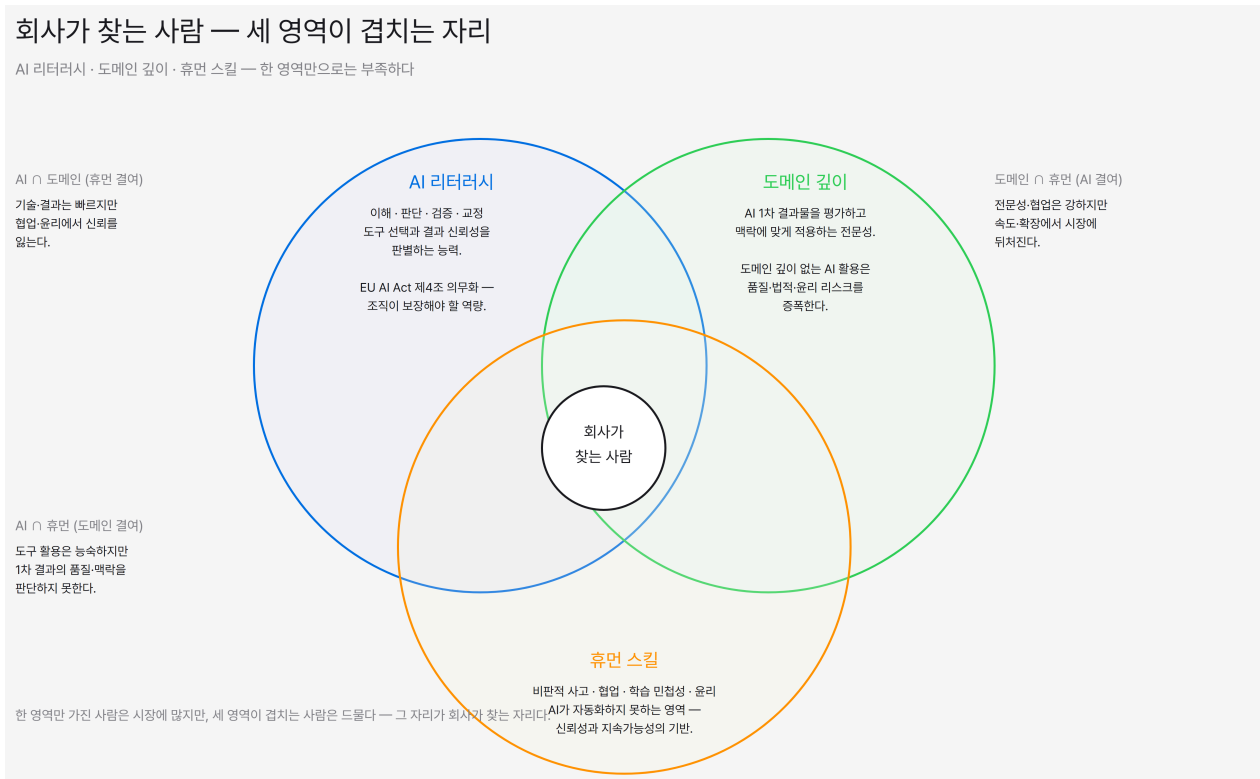 회사가 찾는 사람 — 세 영역이 겹치는 자리
AI 리터러시 · 도메인 깊이 · 휴먼 스킬 — 한 영역만으로는 부족하다
AI ∩ 도메인 (휴먼 결여)
기술·결과는 빠르지만
협업·윤리에서 신뢰를
잃는다.
AI 리터러시
이해 · 판단 · 검증 · 교정
도구 선택과 결과 신뢰성을
판별하는 능력.
EU AI Act 제4조 의무화 —
조직이 보장해야 할 역량.
도메인 깊이
AI 1차 결과물을 평가하고
맥락에 맞게 적용하는 전문성.
도메인 깊이 없는 AI 활용은
품질·법적·윤리 리스크를
증폭한다.
도메인 ∩ 휴먼 (AI 결여)
전문성·협업은 강하지만
속도·확장에서 시장에
뒤처진다.
회사가
찾는 사람
AI ∩ 휴먼 (도메인 결여)
도구 활용은 능숙하지만
1차 결과의 품질·맥락을
판단하지 못한다.
휴먼 스킬
비판적 사고 · 협업 · 학습 민첩성 · 윤리
AI가 자동화하지 못하는 영역 —
신뢰성과 지속가능성의 기반.
한 영역만 가진 사람은 시장에 많지만, 세 영역이 겹치는 사람은 드물다 — 그 자리가 회사가 찾는 자리다.